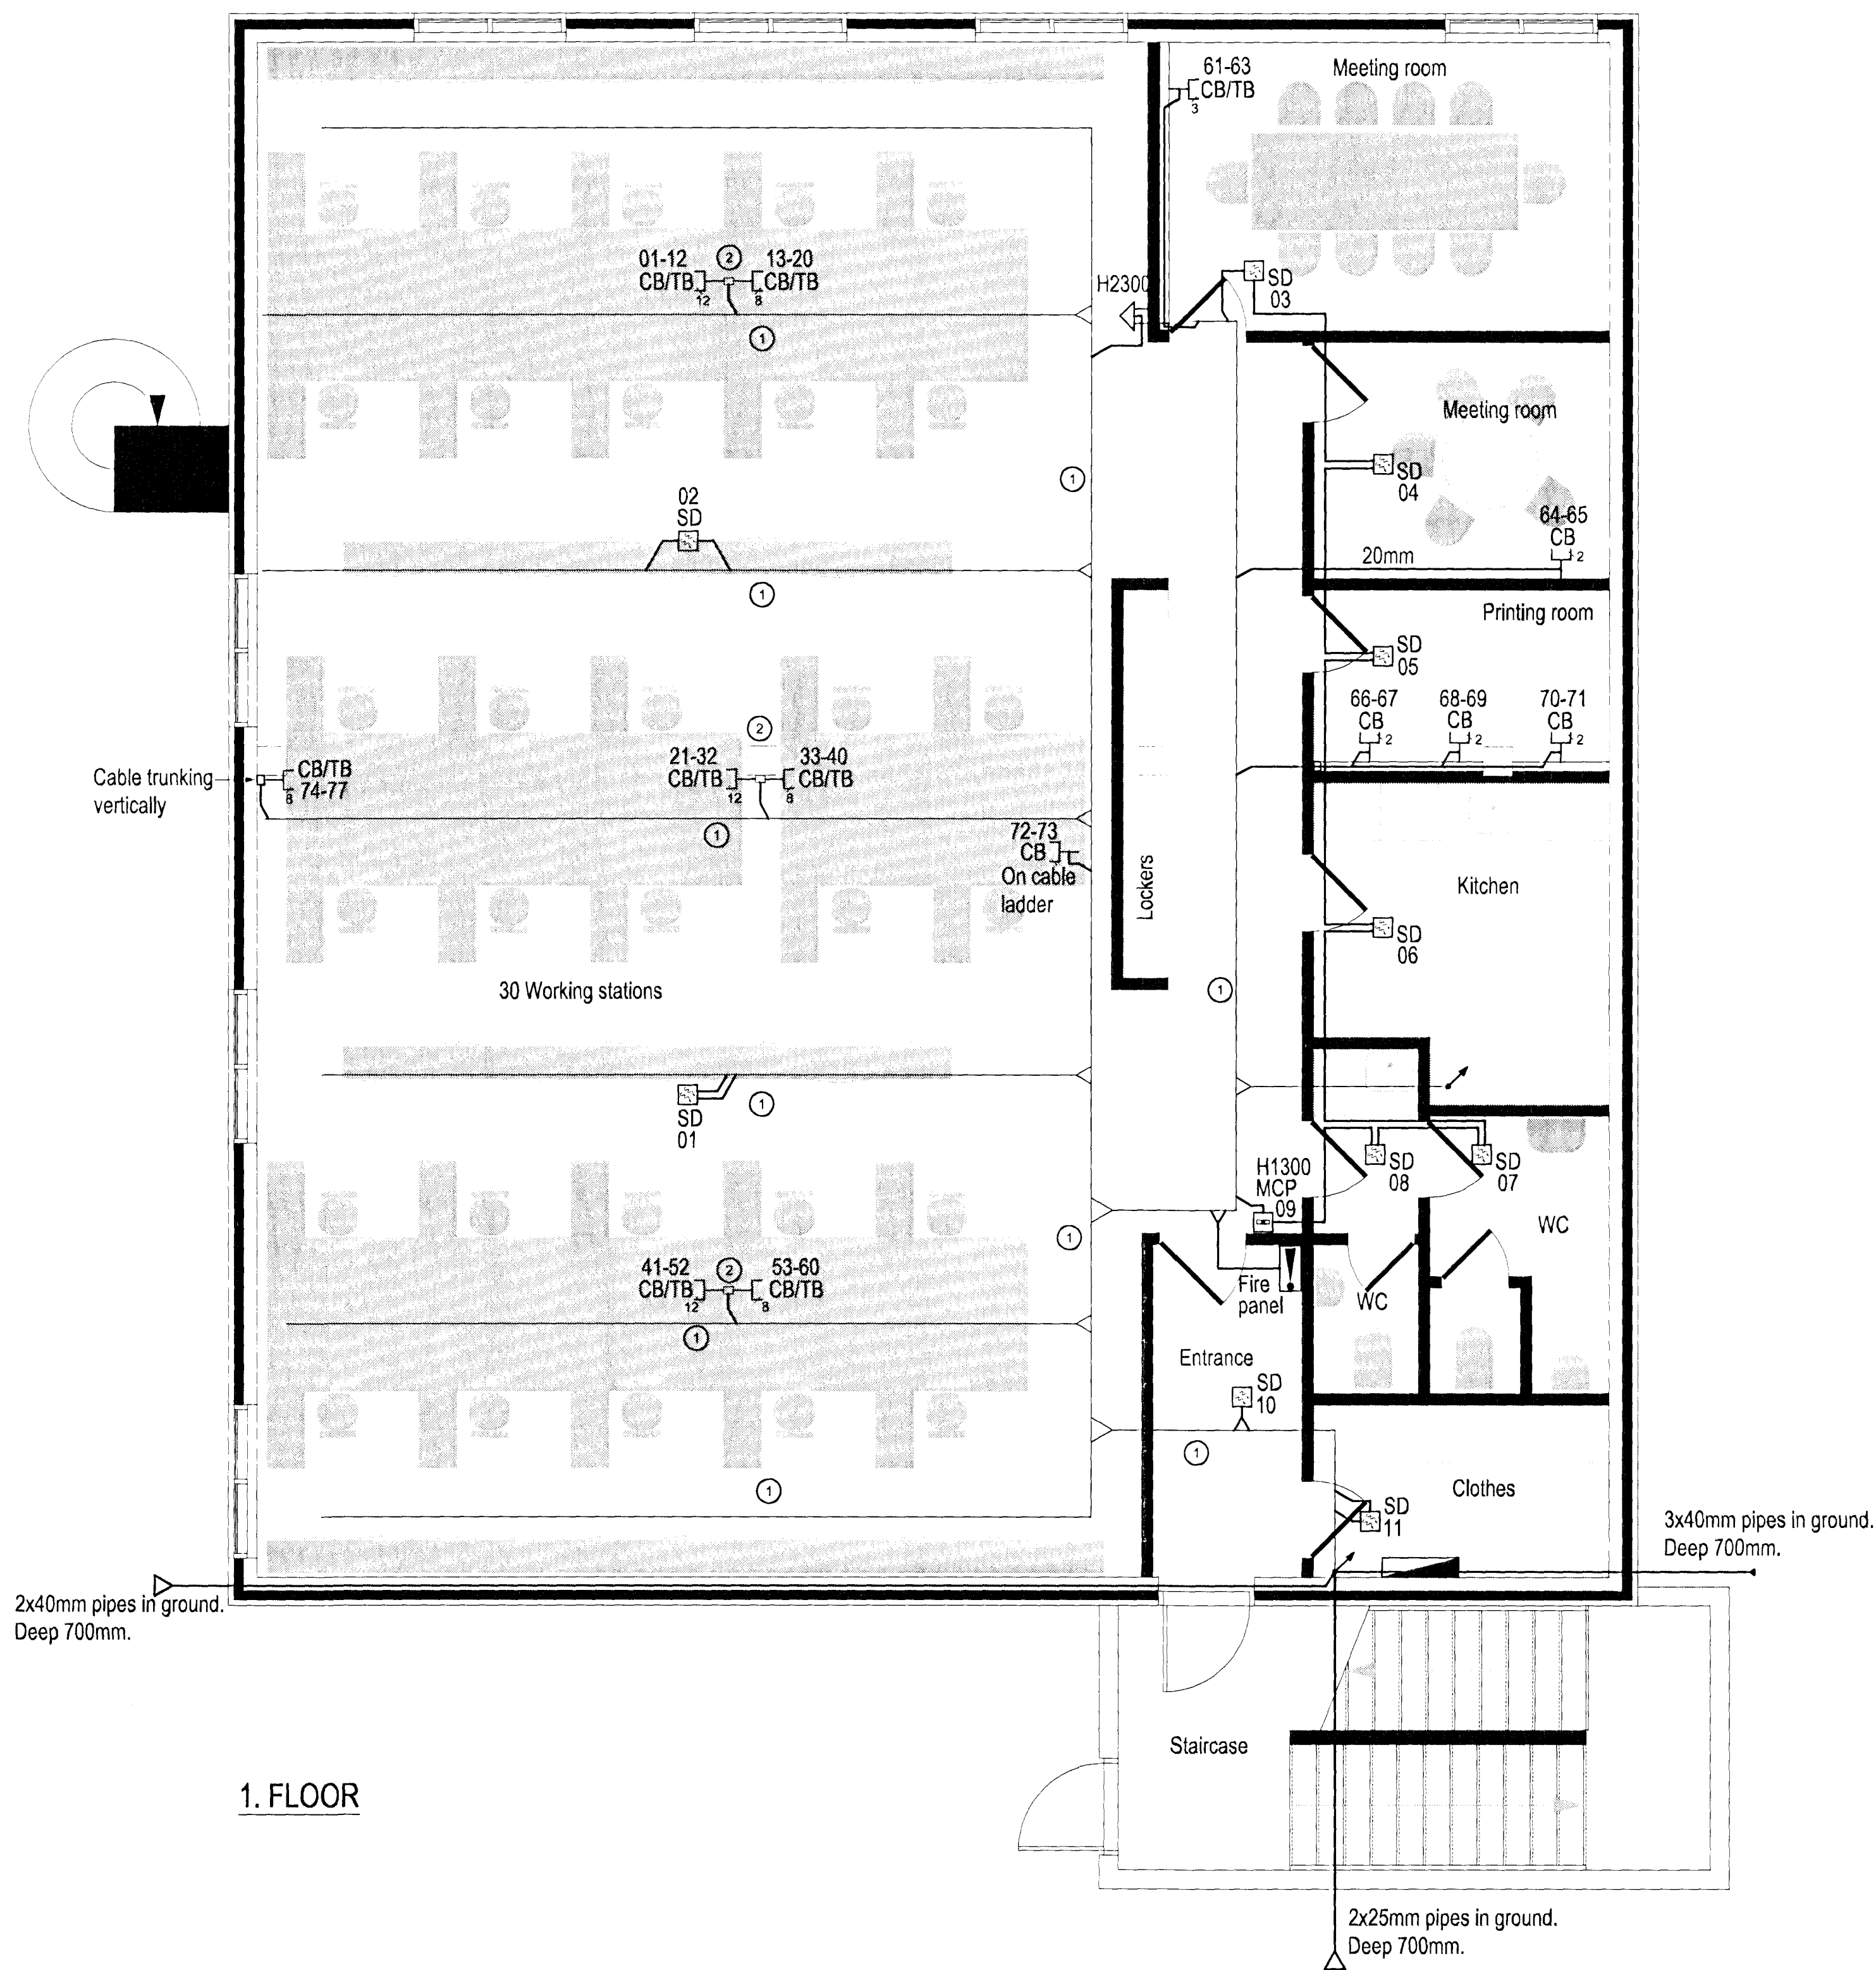 61-63
CB/TB
3
Meeting room
01-12
CB/TB
12
2
13-20
CB/TB
8
1
H2300
SD
03
Meeting room
1
SD
04
02
SD
64-65
CB
2
20mm
1
Printing room
SD
05
66-67
CB
2
68-69
CB
2
70-71
CB
2
2
21-32
CB/TB
12
33-40
CB/TB
8
Cable trunking
vertically
CB/TB
74-77
8
1
72-73
CB
On cable
ladder
Lockers
Kitchen
SD
06
30 Working stations
1
SD
01
1
H1300
MCP
09
SD
08
SD
07
WC
1
41-52
CB/TB
12
2
53-60
CB/TB
8
1
Fire
panel
WC
Entrance
SD
10
1
1
Clothes
SD
11
3x40mm pipes in ground.
Deep 700mm.
2x40mm pipes in ground.
Deep 700mm.
Staircase
1. FLOOR
2x25mm pipes in ground.
Deep 700mm.